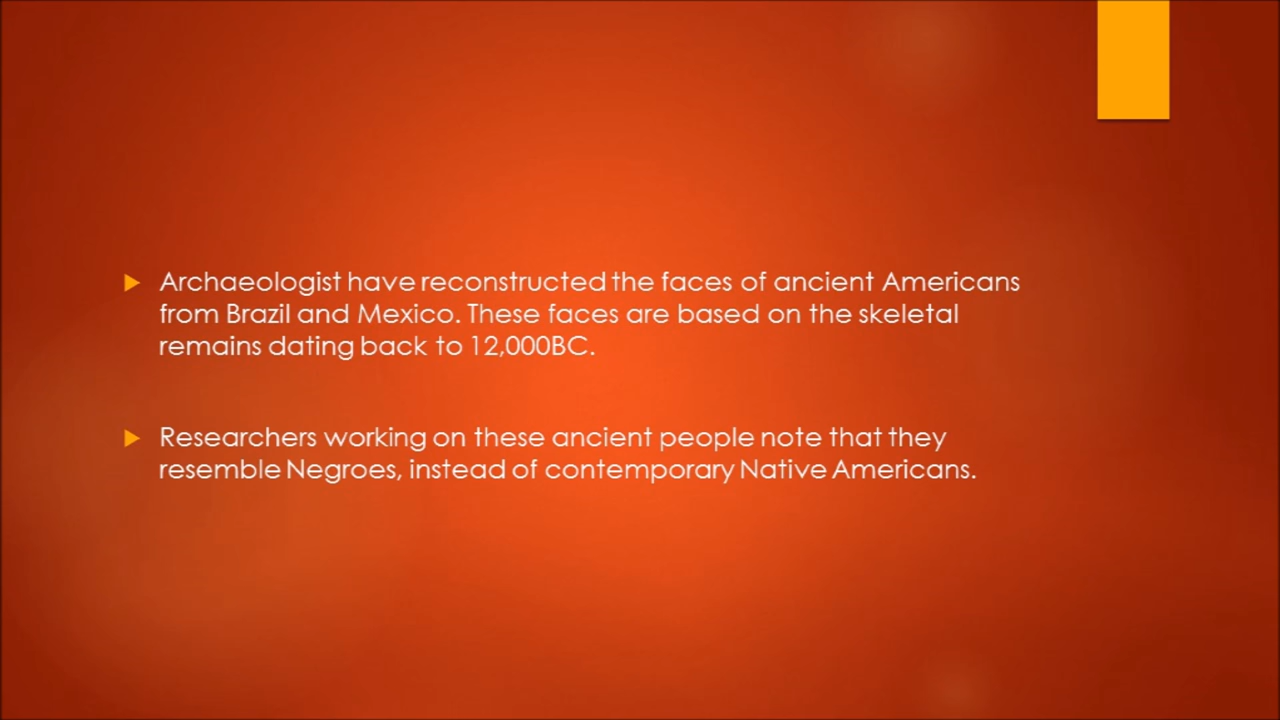 Archaeologist have reconstructed the faces of ancient Americans
from Brazil and Mexico. These faces are based on the skeletal
remains dating back to 12,000BC.
Researchers working on these ancient people note that they
resemble Negroes, instead of contemporary Native Americans.